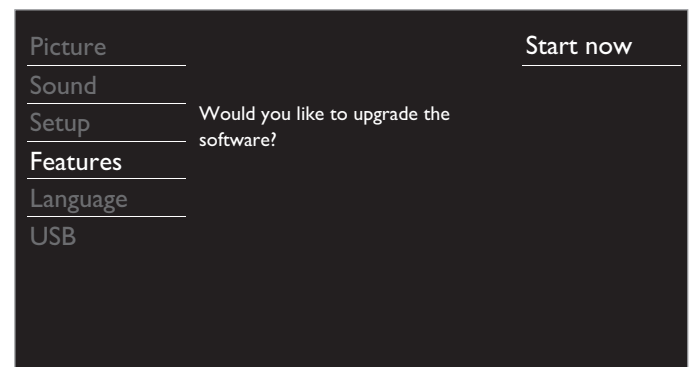 Picture
Sound
Setup
Features
Language
USB
Would you like to upgrade the
software?
Start now